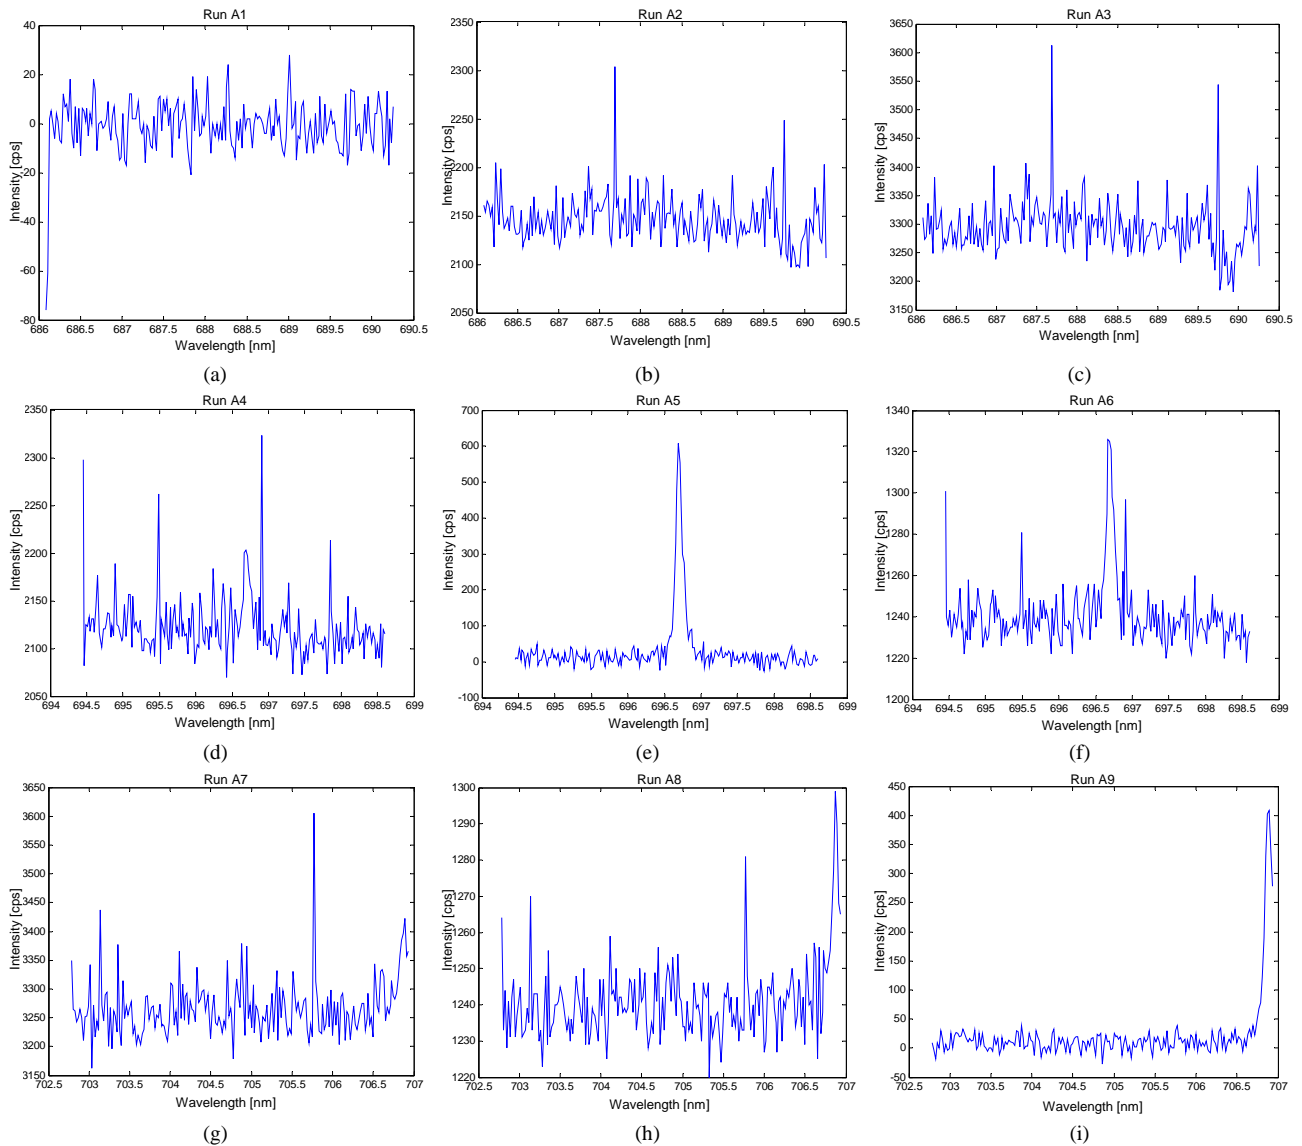 Run A1
Intensity [cps]
40
20
0
-20
-40
-60
-80
686 686.5 687 687.5 688 688.5 689 689.5 690 690.5
Wavelength [nm]
(a)
Run A2
Intensity [cps]
2350
2300
2250
2200
2150
2100
2050
686 686.5 687 687.5 688 688.5 689 689.5 690 690.5
Wavelength [nm]
(b)
Run A3
Intensity [cps]
3650
3600
3550
3500
3450
3400
3350
3300
3250
3200
3150
686 686.5 687 687.5 688 688.5 689 689.5 690 690.5
Wavelength [nm]
(c)
Run A4
Intensity [cps]
2350
2300
2250
2200
2150
2100
2050
694 694.5 695 695.5 696 696.5 697 697.5 698 698.5 699
Wavelength [nm]
(d)
Run A5
Intensity [cps]
700
600
500
400
300
200
100
0
-100
694 694.5 695 695.5 696 696.5 697 697.5 698 698.5 699
Wavelength [nm]
(e)
Run A6
Intensity [cps]
1340
1320
1300
1280
1260
1240
1220
1200
694 694.5 695 695.5 696 696.5 697 697.5 698 698.5 699
Wavelength [nm]
(f)
Run A7
Intensity [cps]
3650
3600
3550
3500
3450
3400
3350
3300
3250
3200
3150
702.5 703 703.5 704 704.5 705 705.5 706 706.5 707
Wavelength [nm]
(g)
Run A8
Intensity [cps]
1300
1290
1280
1270
1260
1250
1240
1230
1220
702.5 703 703.5 704 704.5 705 705.5 706 706.5 707
Wavelength [nm]
(h)
Run A9
Intensity [cps]
450
400
350
300
250
200
150
100
50
0
-50
702.5 703 703.5 704 704.5 705 705.5 706 706.5 707
Wavelength [nm]
(i)